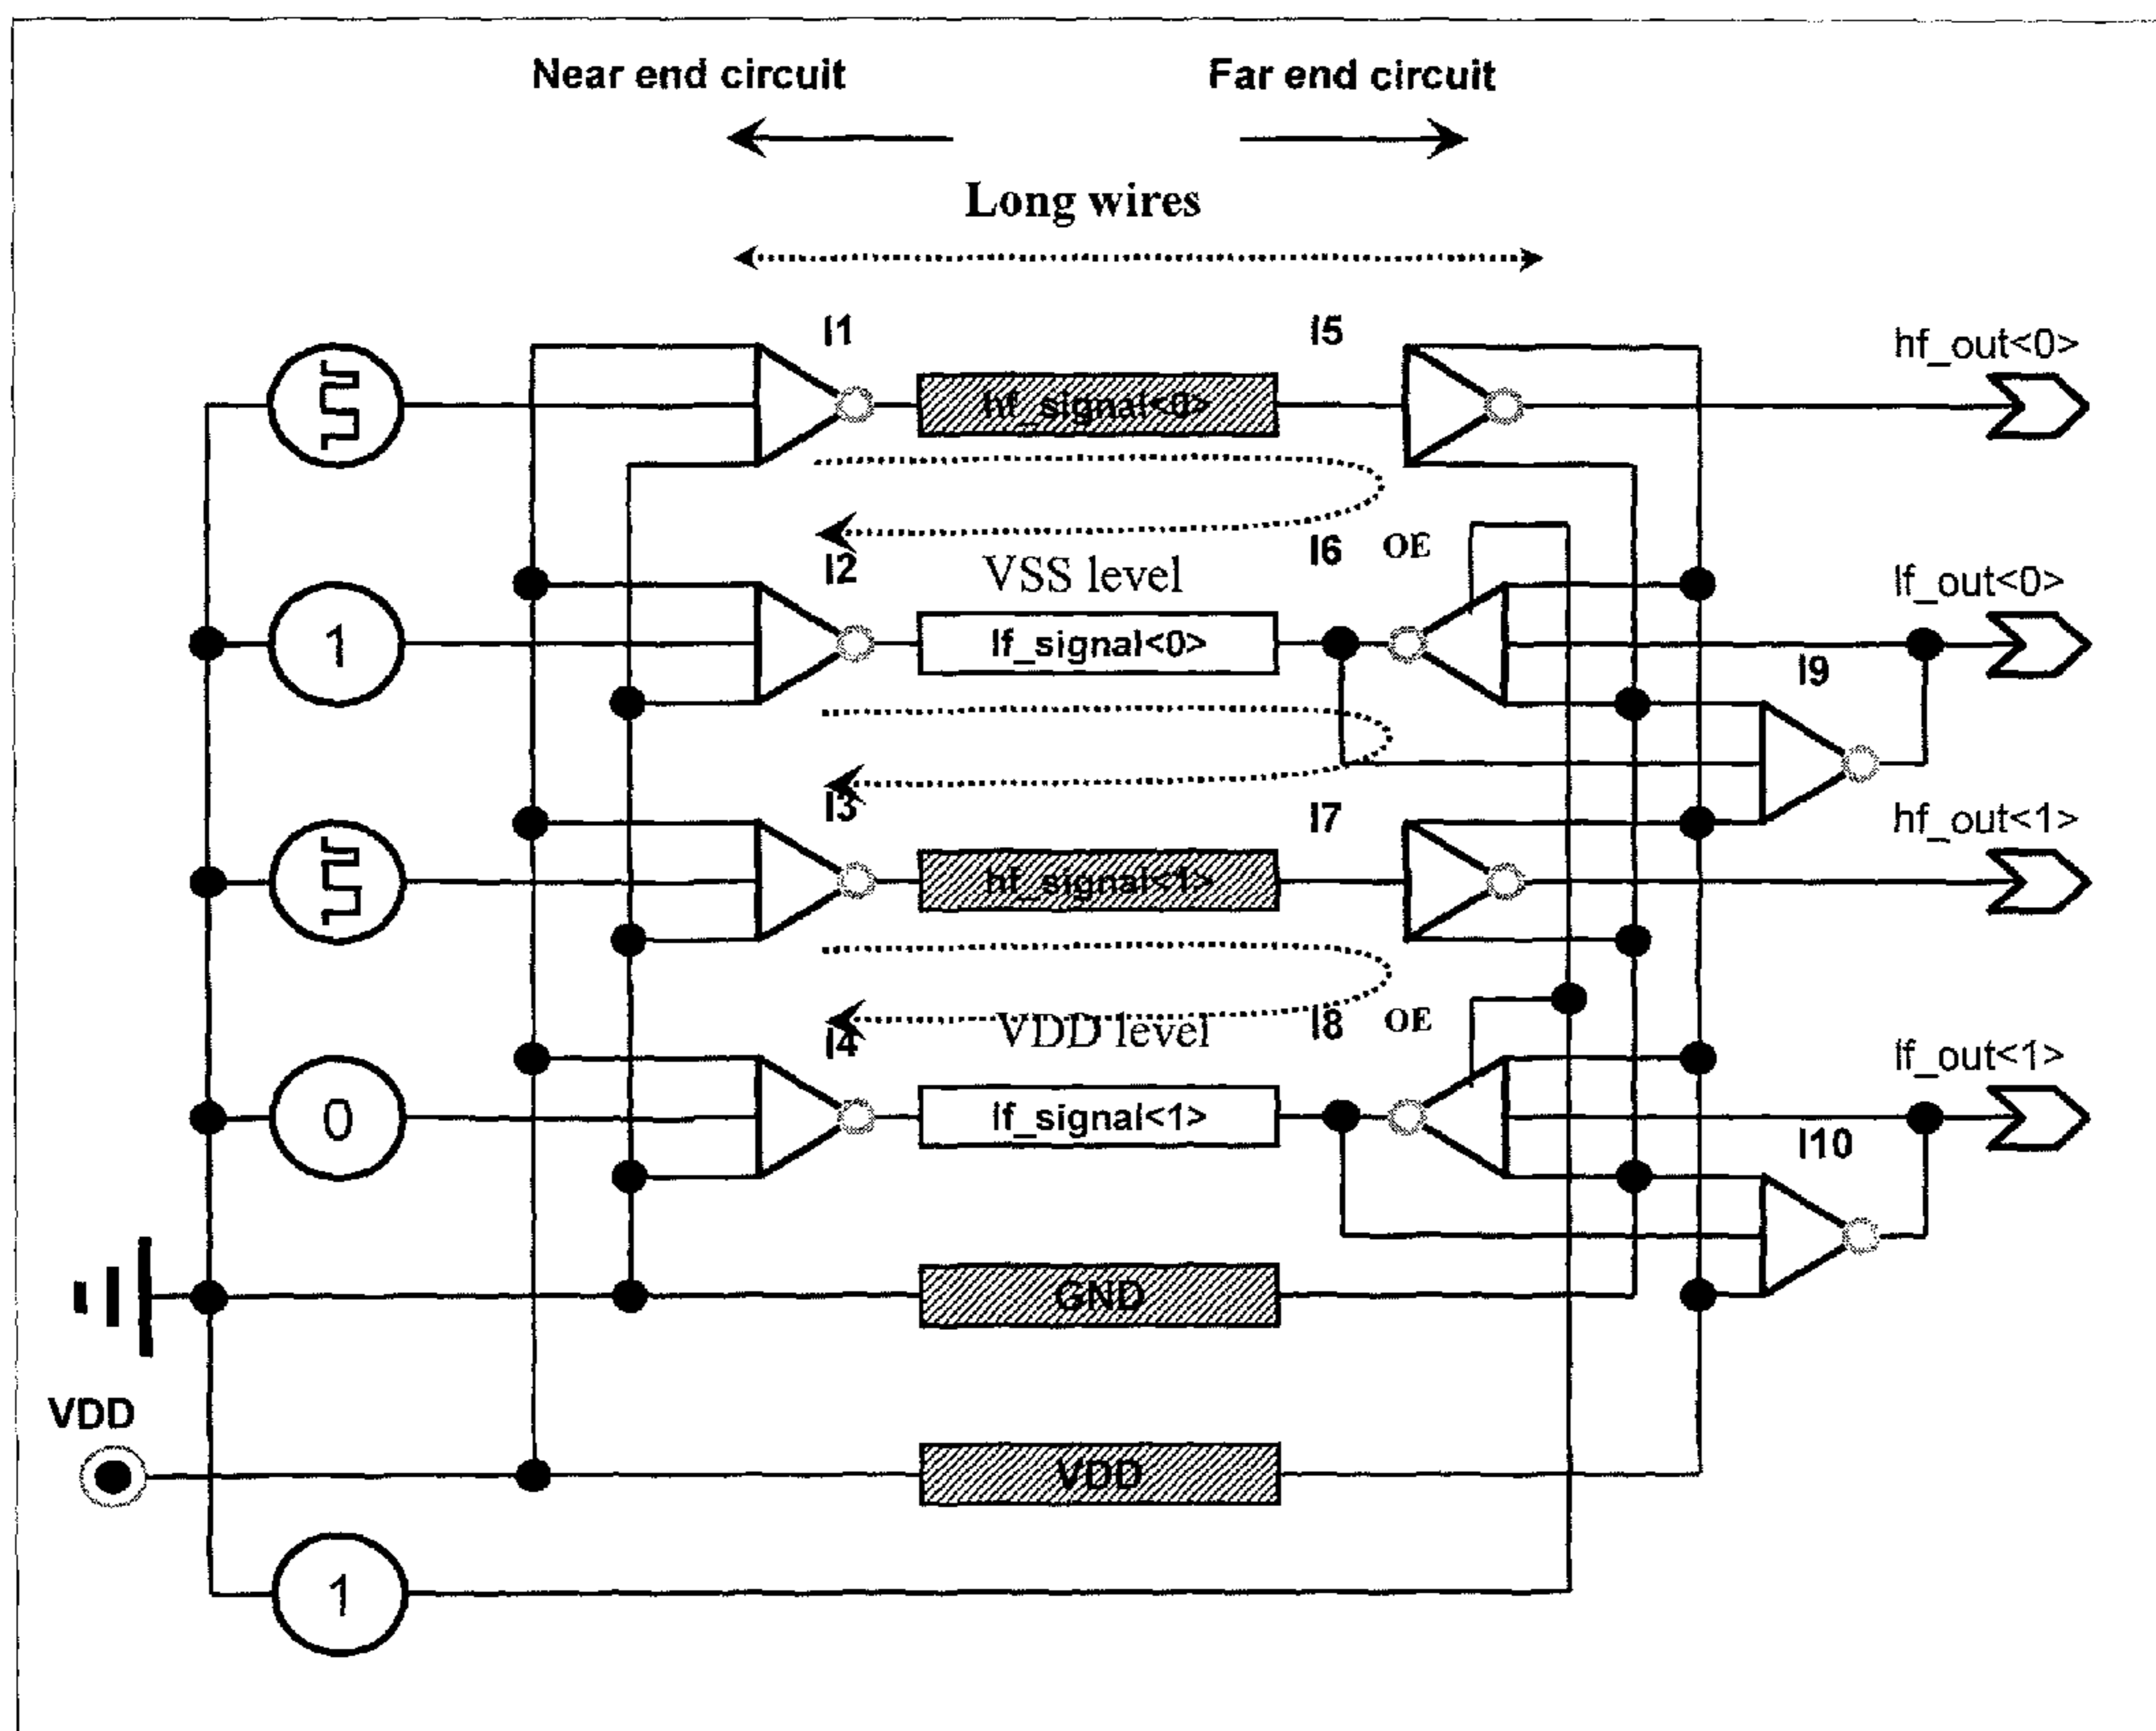 Near end circuit
Far end circuit
Long wires
I1
I5
hf_out<0>
hf_signal<0>
I2
VSS level
I6
OE
lf_out<0>
1
lf_signal<0>
I9
I3
I7
hf_out<1>
hf_signal<1>
I4
VDD level
I8
OE
lf_out<1>
0
lf_signal<1>
I10
GND
VDD
VDD
1